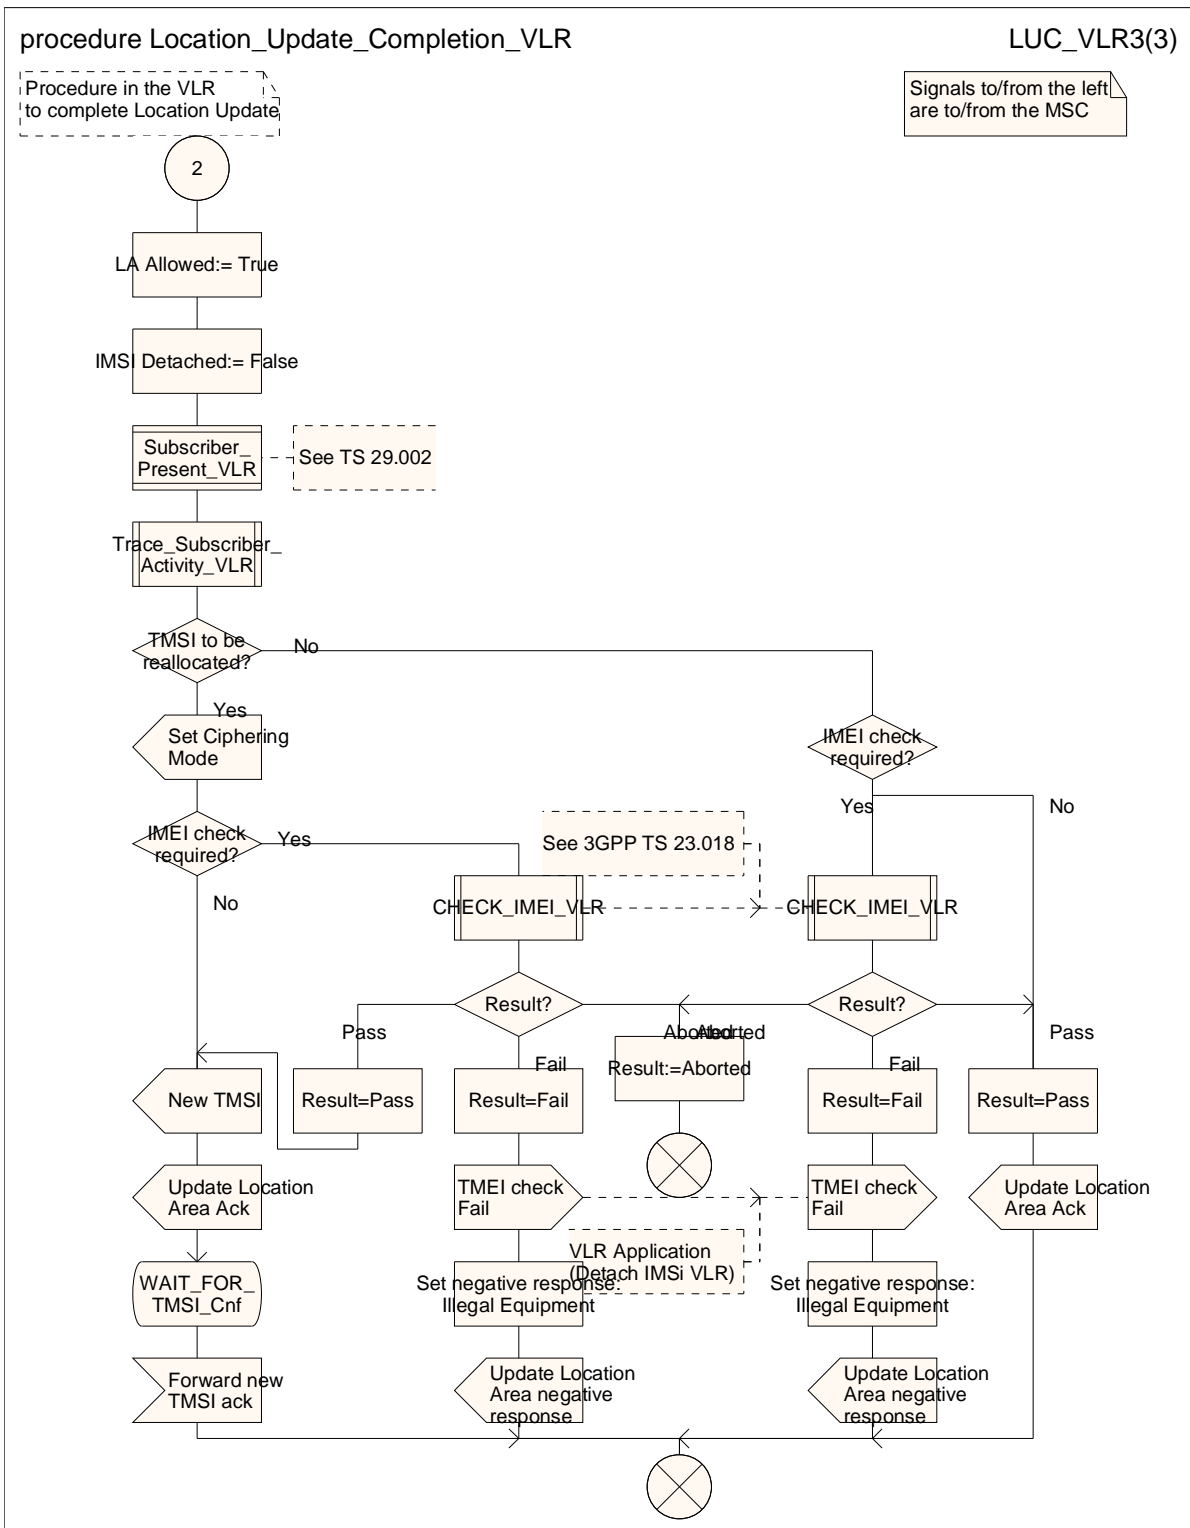 procedure Location_Update_Completion_VLR
LUC_VLR3(3)
Procedure in the VLR
to complete Location Update
Signals to/from the left
are to/from the MSC
2
LA Allowed:= True
IMSI Detached:= False
Subscriber_
Present_VLR
See TS 29.002
Trace_Subscriber_
Activity_VLR
TMSI to be
reallocated?
No
Yes
Set Ciphering
Mode
IMEI check
required?
Yes
No
IMEI check
required?
Yes
No
See 3GPP TS 23.018
CHECK_IMEI_VLR
CHECK_IMEI_VLR
Result?
Result?
Pass
Aborted
Aborted
Pass
Fail
Result:=Aborted
Fail
New TMSI
Result=Pass
Result=Fail
Result=Fail
Result=Pass
Update Location
Area Ack
TMEI check
Fail
TMEI check
Fail
Update Location
Area Ack
VLR Application
(Detach IMSi VLR)
WAIT_FOR_
TMSI_Cnf
Set negative response:
Illegal Equipment
Set negative response:
Illegal Equipment
Forward new
TMSI ack
Update Location
Area negative
response
Update Location
Area negative
response